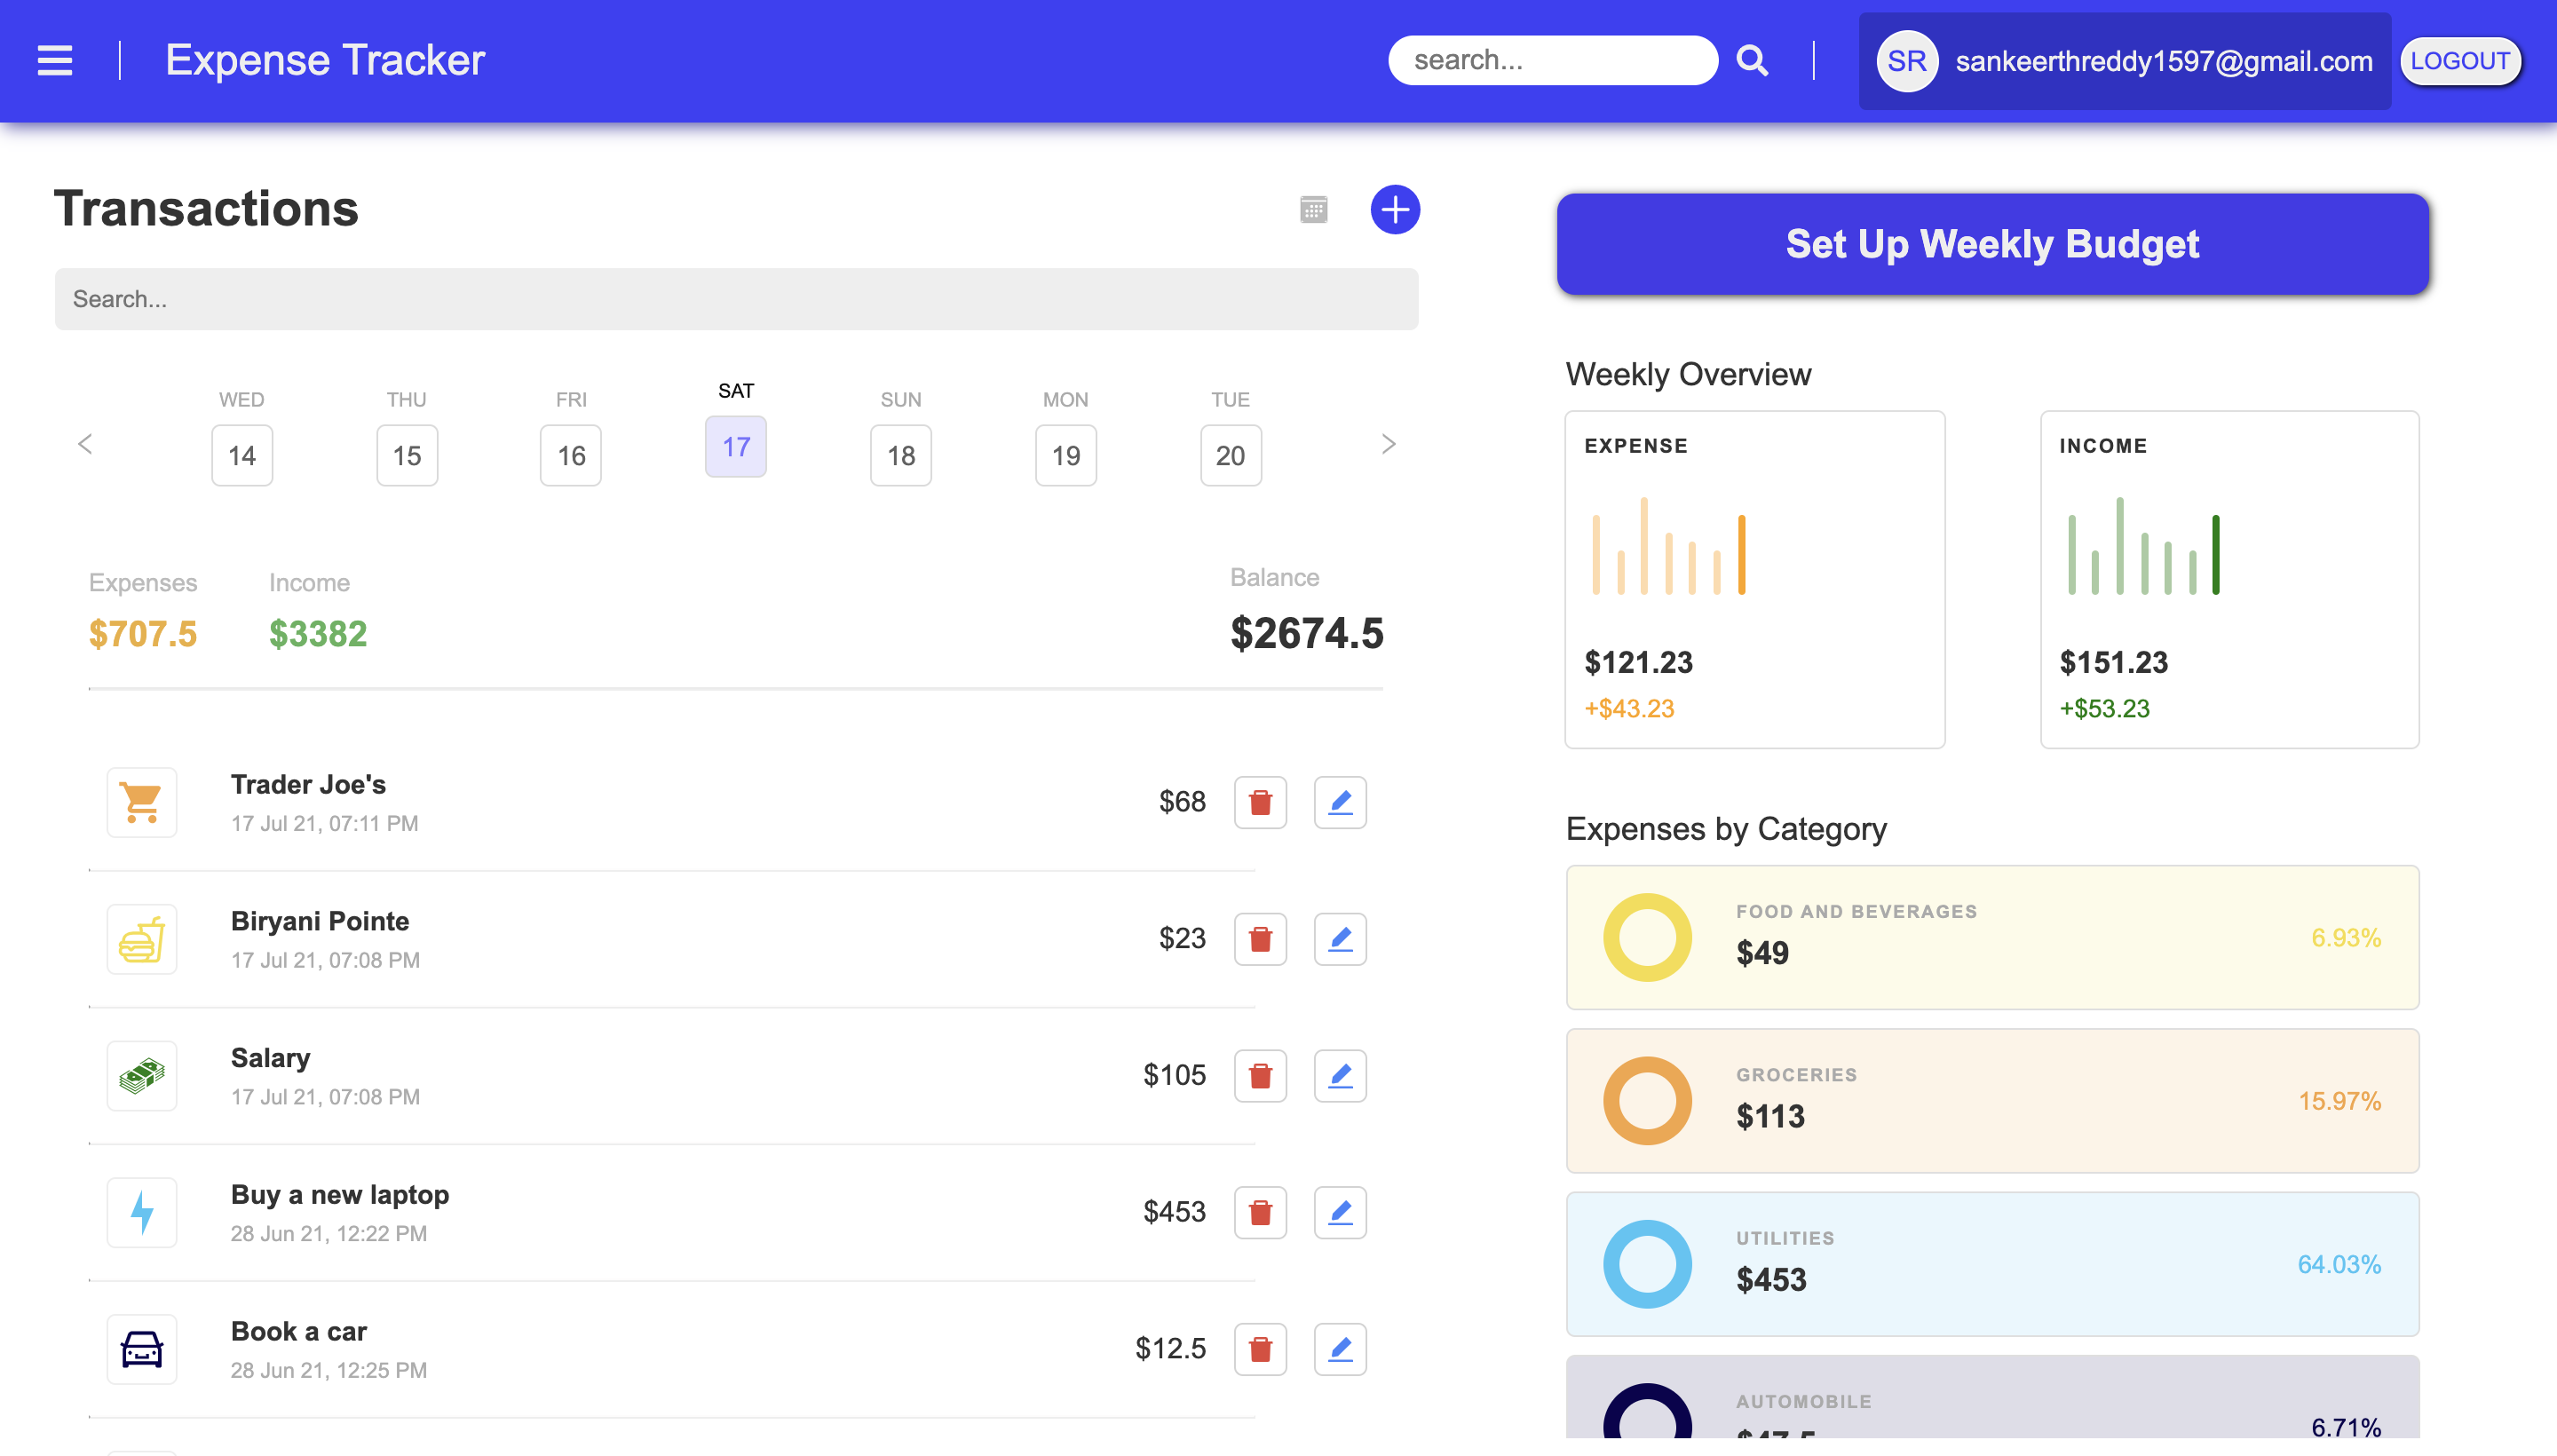 Expense Tracker
search...
SR
sankeerthreddy1597@gmail.com
LOGOUT
Transactions
Search...
WED THU FRI SAT SUN MON TUE
14 15 16 17 18 19 20
Expenses Income Balance
$707.5 $3382 $2674.5
Trader Joe's
17 Jul 21, 07:11 PM
$68
Biryani Pointe
17 Jul 21, 07:08 PM
$23
Salary
17 Jul 21, 07:08 PM
$105
Buy a new laptop
28 Jun 21, 12:22 PM
$453
Book a car
28 Jun 21, 12:25 PM
$12.5
Set Up Weekly Budget
Weekly Overview
EXPENSE
$121.23
+$43.23
INCOME
$151.23
+$53.23
Expenses by Category
FOOD AND BEVERAGES
$49
6.93%
GROCERIES
$113
15.97%
UTILITIES
$453
64.03%
AUTOMOBILE
$47.5
6.71%